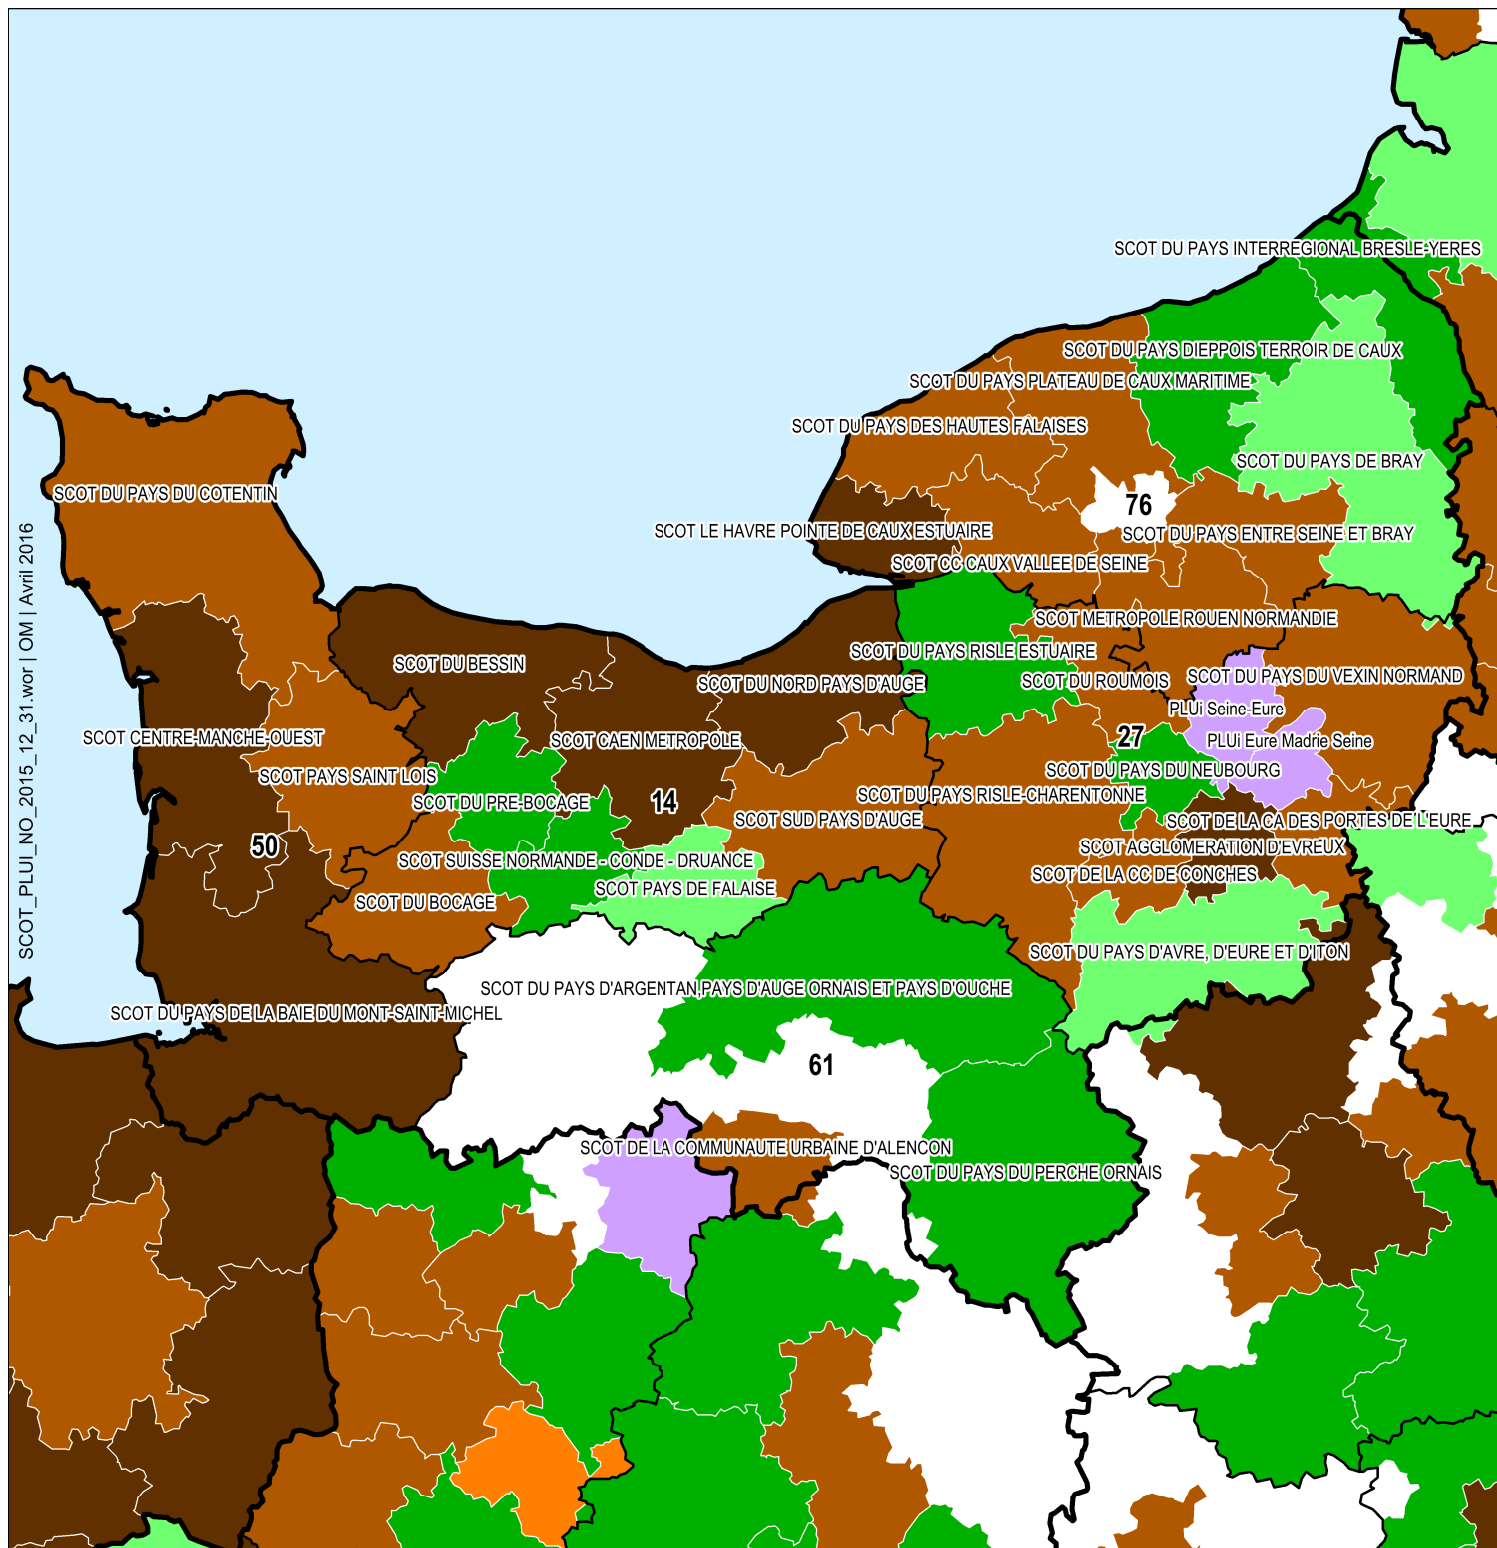 SCOT DU PAYS INTERREGIONAL BRESLE-YERES
SCOT DU PAYS DIEPPOIS TERROIR DE CAUX
SCOT DU PAYS PLATEAU DE CAUX MARITIME
SCOT DU PAYS DES HAUTES FALAISES
SCOT DU PAYS DE BRAY
SCOT DU PAYS DU COTENTIN
76
SCOT LE HAVRE POINTE DE CAUX ESTUAIRE
SCOT DU PAYS ENTRE SEINE ET BRAY
SCOT CC CAUX VALLEE DE SEINE
SCOT METROPOLE ROUEN NORMANDIE
SCOT DU PAYS RISLE ESTUAIRE
SCOT DU BESSIN
SCOT DU PAYS DU VEXIN NORMAND
SCOT DU ROUMOIS
SCOT DU NORD PAYS D'AUGE
PLUi Seine-Eure
27
SCOT CENTRE-MANCHE-OUEST
SCOT CAEN METROPOLE
PLUi Eure Madrie Seine
SCOT DU PAYS DU NEUBOURG
SCOT PAYS SAINT LOIS
SCOT DU PAYS RISLE-CHARENTONNE
SCOT DU PRE-BOCAGE
14
SCOT SUD PAYS D'AUGE
SCOT DE LA CA DES PORTES DE L'EURE
50
SCOT AGGLOMERATION D'EVREUX
SCOT SUISSE NORMANDE - CONDE - DRUANCE
SCOT DE LA CC DE CONCHES
SCOT PAYS DE FALAISE
SCOT DU BOCAGE
SCOT DU PAYS D'AVRE, D'EURE ET D'ITON
SCOT DU PAYS D'ARGENTAN,PAYS D'AUGE ORNAIS ET PAYS D'OUCHE
SCOT DU PAYS DE LA BAIE DU MONT-SAINT-MICHEL
61
SCOT DE LA COMMUNAUTE URBAINE D'ALENCON
SCOT DU PAYS DU PERCHE ORNAIS
SCOT_PLUI_NO_2015_12_31.wor | OM | Avril 2016